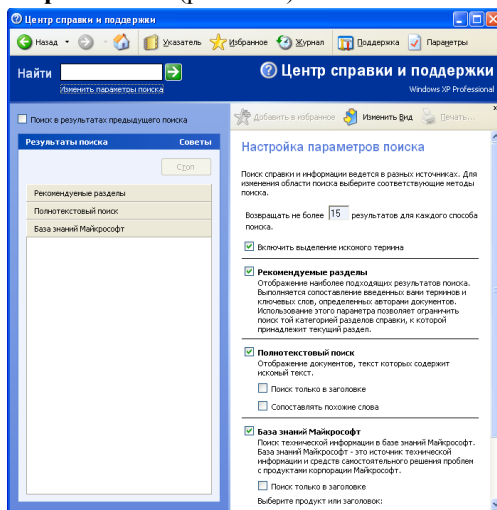 Центр справки и поддержки
Назад
Указатель
Избранное
Журнал
Поддержка
Параметры
Найти
Изменить параметры поиска
Центр справки и поддержки
Windows XP Professional
Поиск в результатах предыдущего поиска
Добавить в избранное
Изменить Вид
Печать...
Результаты поиска
Советы
Стоп
Рекомендуемые разделы
Полнотекстовый поиск
База знаний Майкрософт
Настройка параметров поиска
Поиск справки и информации ведется в разных источниках. Для
изменения области поиска выберите соответствующие методы
поиска.
Возвращать не более 15 результатов для каждого способа
поиска.
Включить выделение искомого термина
Рекомендуемые разделы
Отображение наиболее подходящих результатов поиска.
Выполняется сопоставление введенных вами терминов и
ключевых слов, определенных авторами документов.
Использование этого параметра позволяет ограничить
поиск той категорией разделов справки, к которой
принадлежит текущий раздел.
Полнотекстовый поиск
Отображение документов, текст которых содержит
искомый текст.
Поиск только в заголовке
Сопоставлять похожие слова
База знаний Майкрософт
Поиск технической информации в базе знаний Майкрософт.
База знаний Майкрософт - это источник технической
информации и средств самостоятельного решения проблем
с продуктами корпорации Майкрософт.
Поиск только в заголовке
Выберите продукт или заголовок: